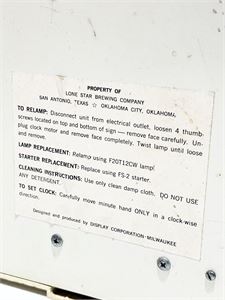 PROPERTY OF
LONE STAR BREWING COMPANY
SAN ANTONIO, TEXAS ☆ OKLAHOMA CITY, OKLAHOMA
TO RELAMP: Disconnect unit from electrical outlet, loosen 4 thumb-
screws located on top and bottom of sign — remove face carefully. Un-
plug clock motor and remove face completely. Twist lamp until loose
and remove.
LAMP REPLACEMENT: Relamp using F20T12CW lamp.
STARTER REPLACEMENT: Replace using FS-2 starter.
CLEANING INSTRUCTIONS: Use only clean damp cloth. DO NOT USE
ANY DETERGENT.
TO SET CLOCK: Carefully move minute hand ONLY in a clock-wise
direction.
Designed and produced by DISPLAY CORPORATION-MILWAUKEE